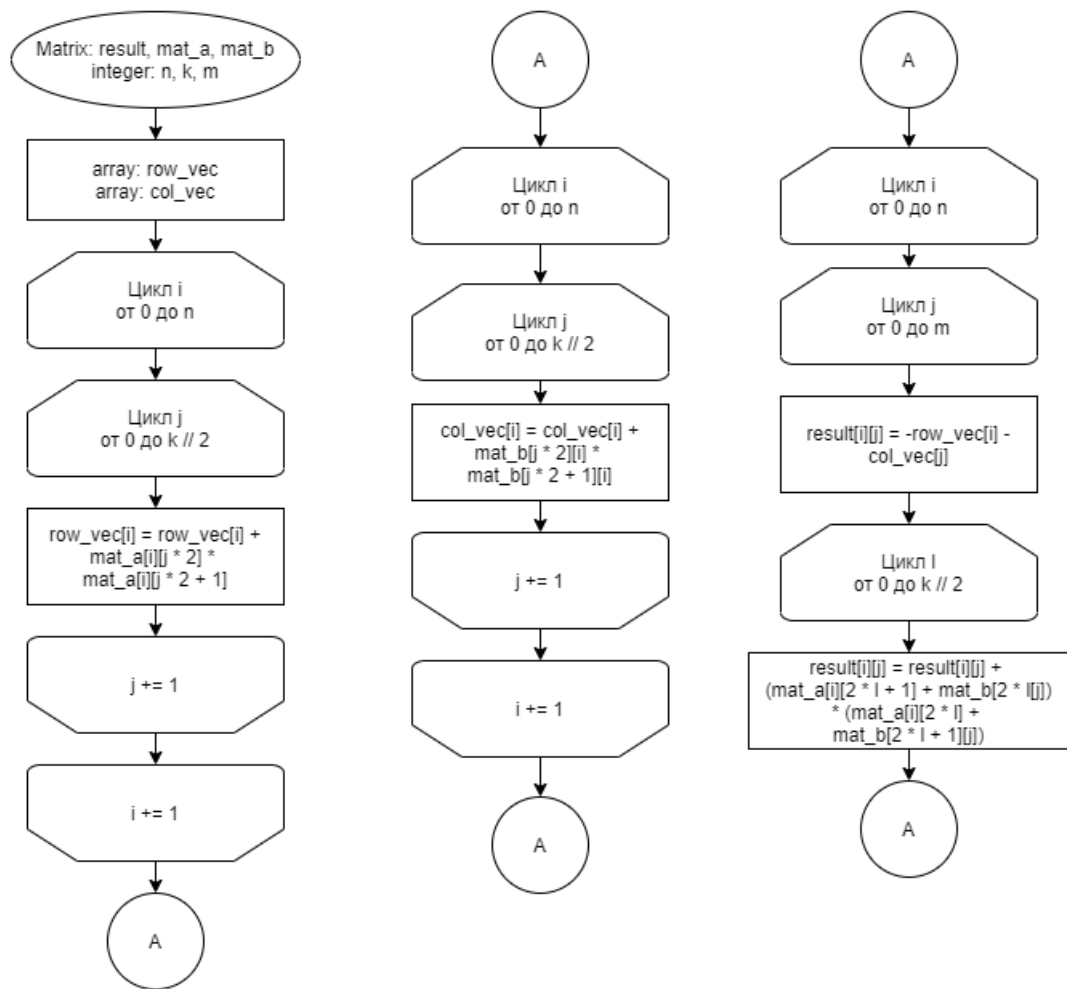 Matrix: result, mat_a, mat_b
integer: n, k, m
array: row_vec
array: col_vec
Цикл i
от 0 до n
Цикл j
от 0 до k // 2
row_vec[i] = row_vec[i] +
mat_a[i][j * 2] *
mat_a[i][j * 2 + 1]
j += 1
i += 1
A
A
Цикл i
от 0 до n
Цикл j
от 0 до k // 2
col_vec[i] = col_vec[i] +
mat_b[j * 2][i] *
mat_b[j * 2 + 1][i]
j += 1
i += 1
A
A
Цикл i
от 0 до n
Цикл j
от 0 до m
result[i][j] = -row_vec[i] -
col_vec[j]
Цикл l
от 0 до k // 2
result[i][j] = result[i][j] +
(mat_a[i][2 * l + 1] + mat_b[2 * l[j])
* (mat_a[i][2 * l] +
mat_b[2 * l + 1][j])
A